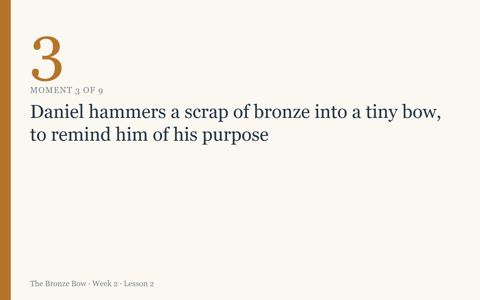 3
MOMENT 3 OF 9
Daniel hammers a scrap of bronze into a tiny bow,
to remind him of his purpose
The Bronze Bow · Week 2 · Lesson 2